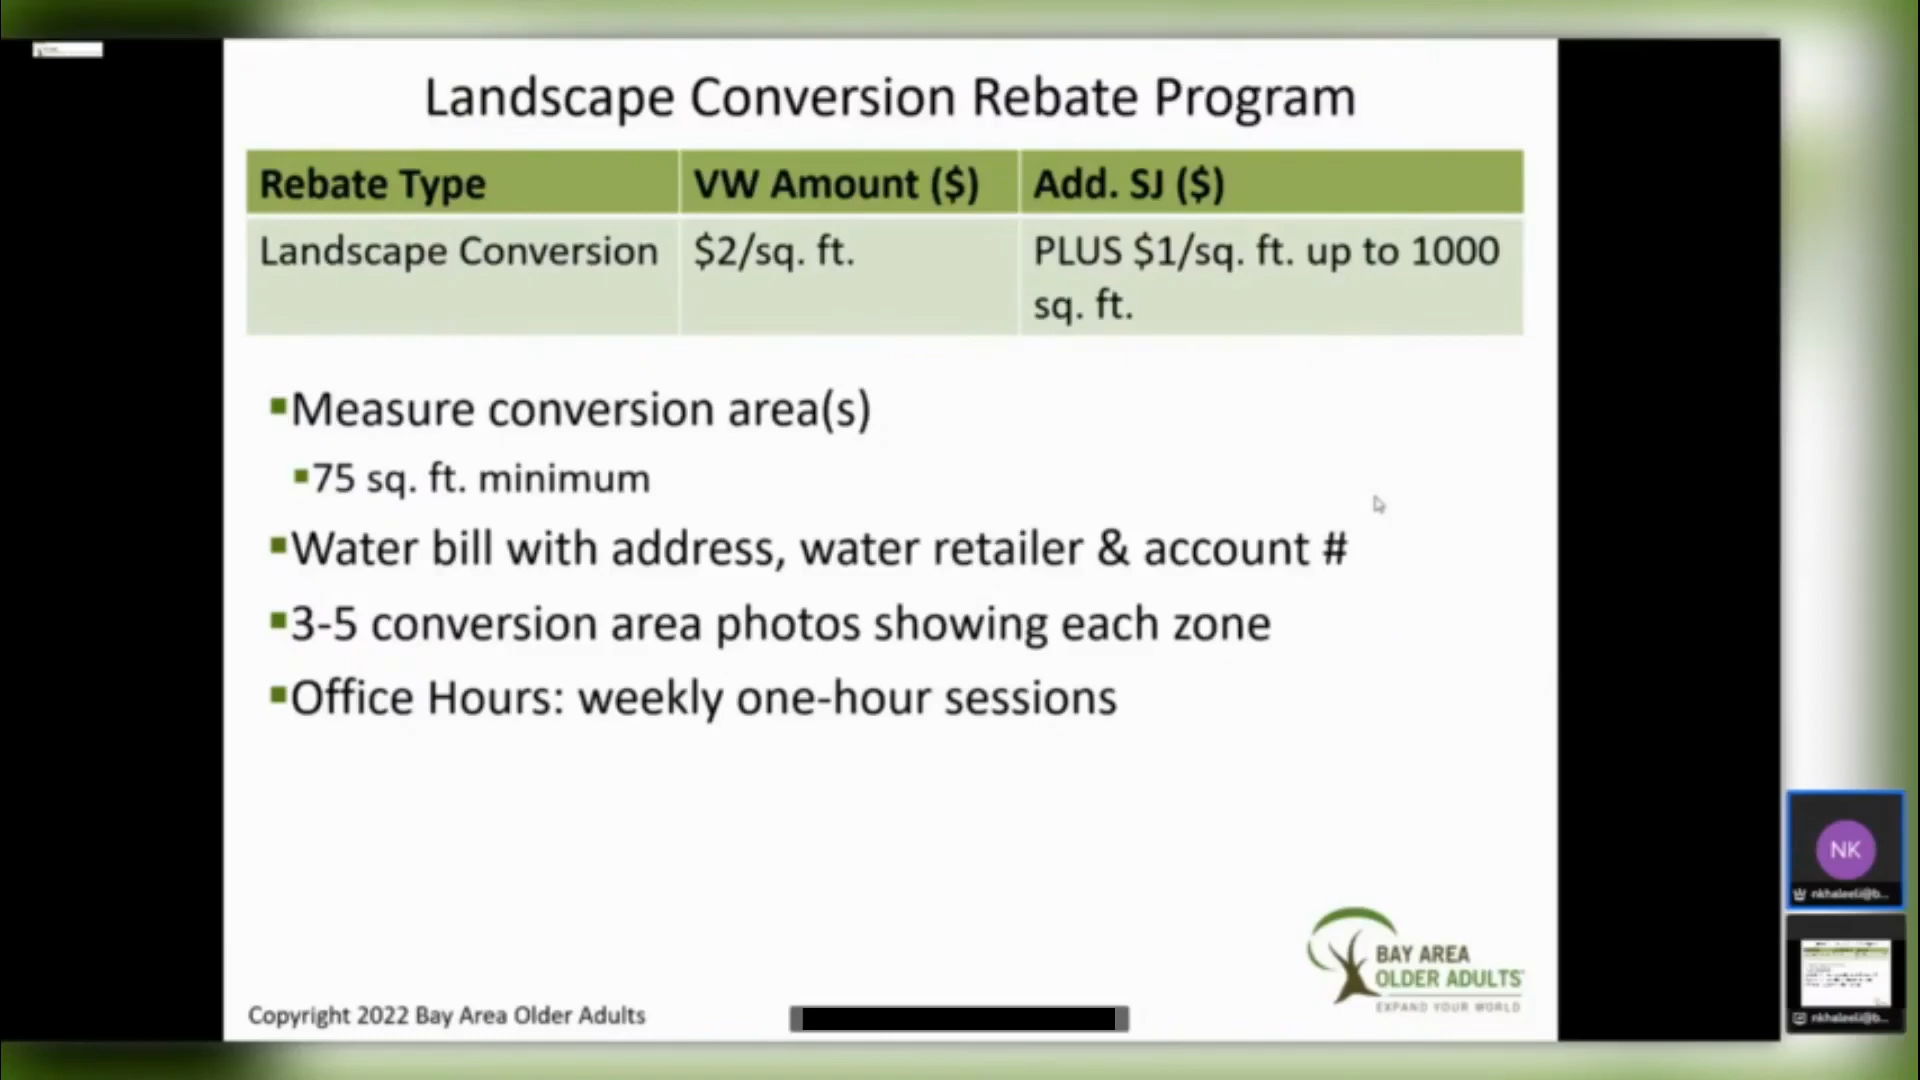 Landscape Conversion Rebate Program
Rebate Type
VW Amount ($)
Add. SJ ($)
Landscape Conversion
$2/sq. ft.
PLUS $1/sq. ft. up to 1000
sq. ft.
Measure conversion area(s)
75 sq. ft. minimum
Water bill with address, water retailer & account #
3-5 conversion area photos showing each zone
Office Hours: weekly one-hour sessions
NK
nkhaleeli@b...
BAY AREA
OLDER ADULTS
EXPAND YOUR WORLD
nkhaleeli@b...
Copyright 2022 Bay Area Older Adults